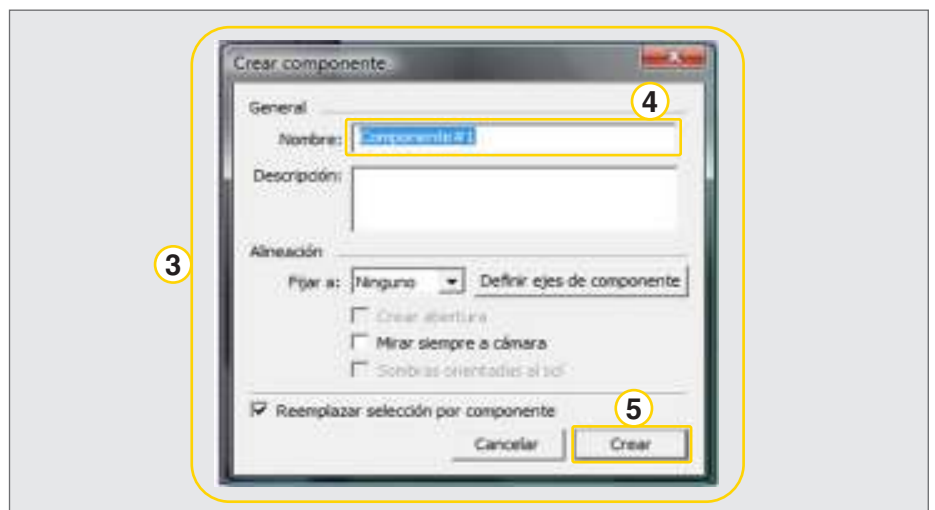 Crear componente
General
4
Nombre: Componente#1
Descripción:
Alineación
3
Fijar a: Ninguno Definir ejes de componente
Crear abertura
Mirar siempre a cámara
Sombras orientadas al sol
Reemplazar selección por componente
5
Cancelar Crear